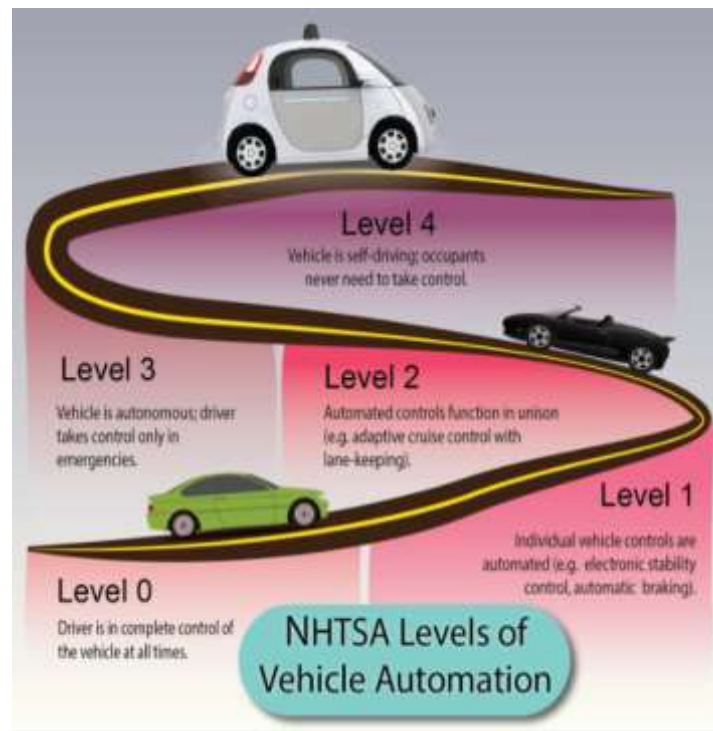 Level 4
Vehicle is self-driving; occupants
never need to take control.
Level 3
Vehicle is autonomous; driver
takes control only in
emergencies.
Level 2
Automated controls function in unison
(e.g. adaptive cruise control with
lane-keeping).
Level 1
Individual vehicle controls are
automated (e.g. electronic stability
control, automatic braking).
Level 0
Driver is in complete control of
the vehicle at all times.
NHTSA Levels of
Vehicle Automation